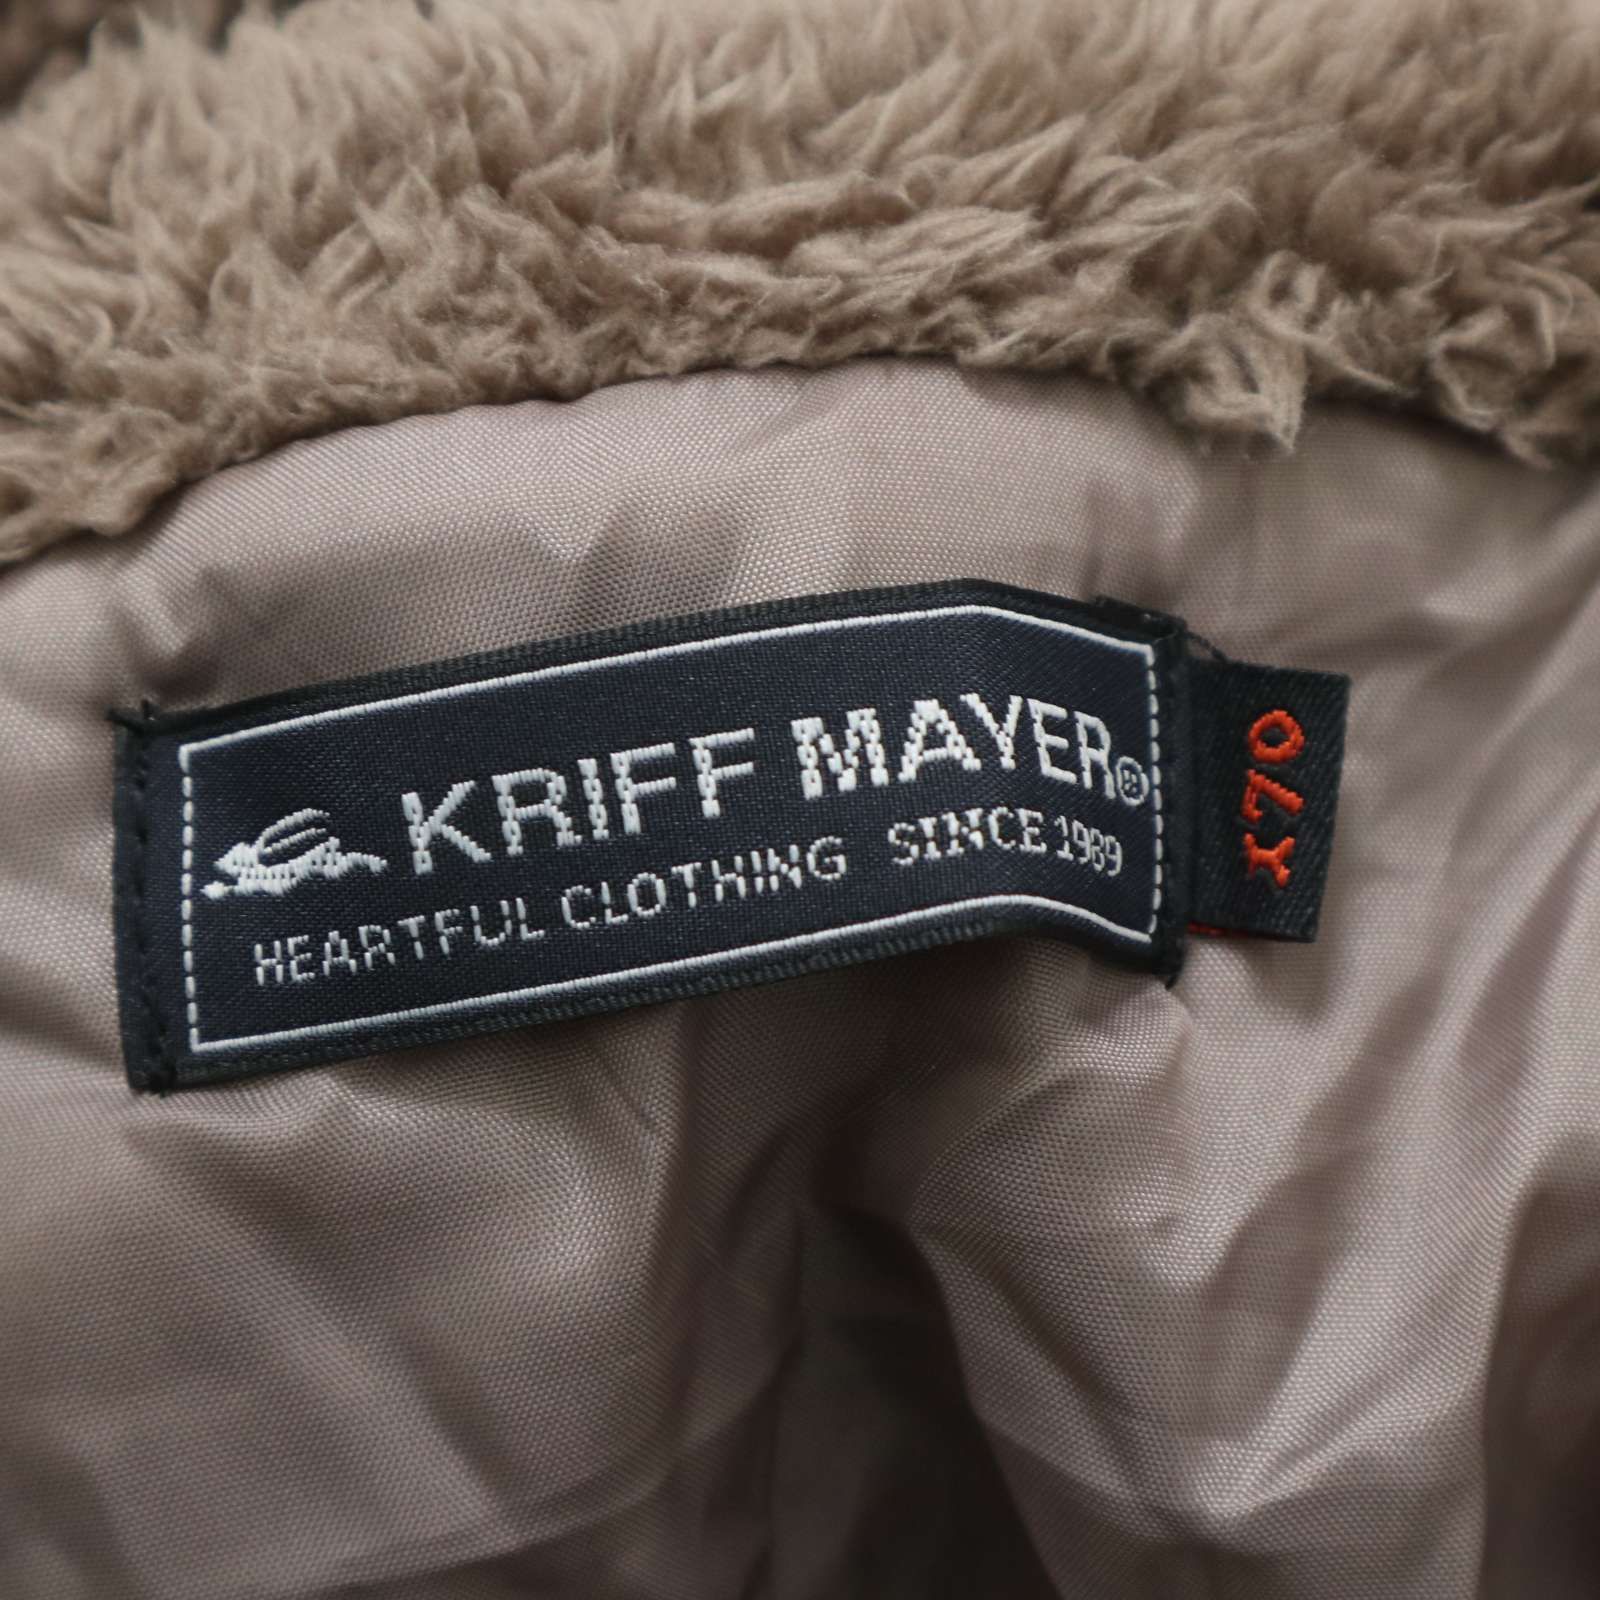 KRIFF MAYER®
HEARTFUL CLOTHING SINCE 1989
170